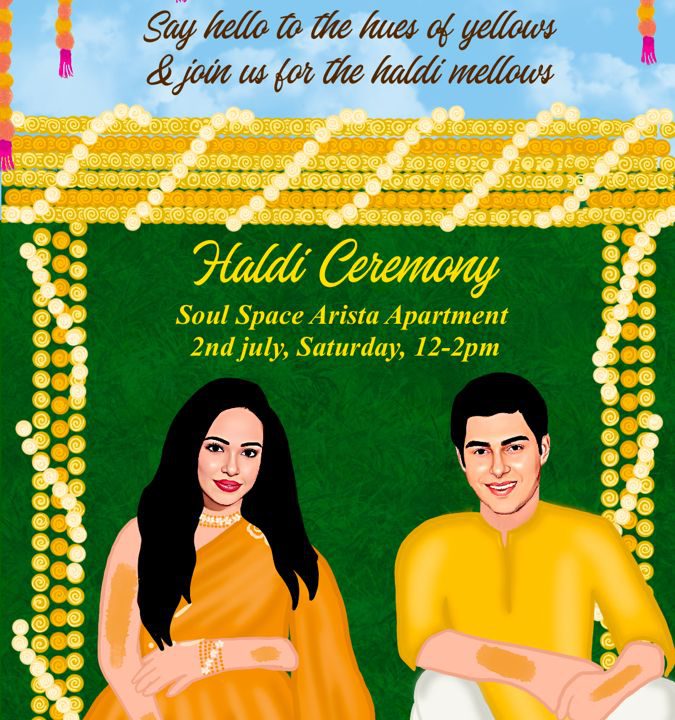 Say hello to the hues of yellows
& join us for the haldi mellows
Haldi Ceremony
Soul Space Arista Apartment
2nd july, Saturday, 12-2pm